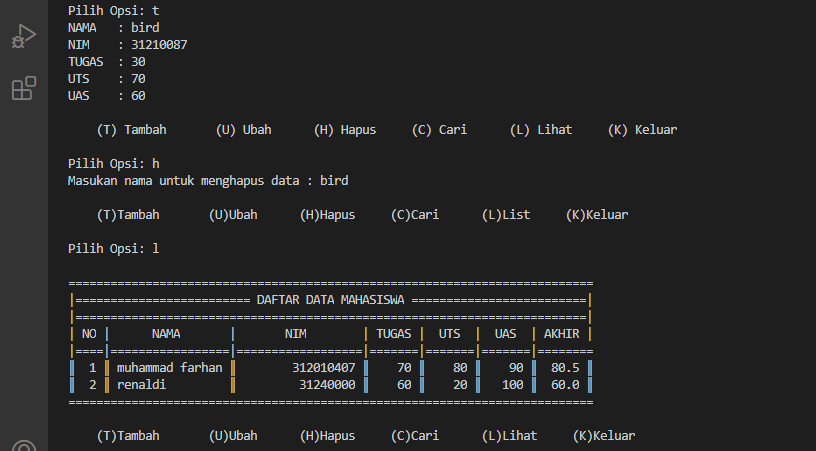 Pilih Opsi: t
NAMA   : bird
NIM    : 31210087
TUGAS  : 30
UTS    : 70
UAS    : 60
(T) Tambah       (U) Ubah      (H) Hapus     (C) Cari      (L) Lihat     (K) Keluar
Pilih Opsi: h
Masukan nama untuk menghapus data : bird
(T)Tambah       (U)Ubah      (H)Hapus     (C)Cari      (L)List     (K)Keluar
Pilih Opsi: l
===========================================================================
|========================= DAFTAR DATA MAHASISWA =========================|
|=========================================================================|
| NO |      NAMA       |       NIM        | TUGAS |  UTS  |  UAS  | AKHIR |
|====|=================|==================|=======|=======|=======|========
║  1 ║ muhammad farhan ║        312010407 ║    70 ║    80 ║    90 ║  80.5 ║
║  2 ║ renaldi         ║         31240000 ║    60 ║    20 ║   100 ║  60.0 ║
===========================================================================
(T)Tambah       (U)Ubah      (H)Hapus     (C)Cari      (L)Lihat     (K)Keluar